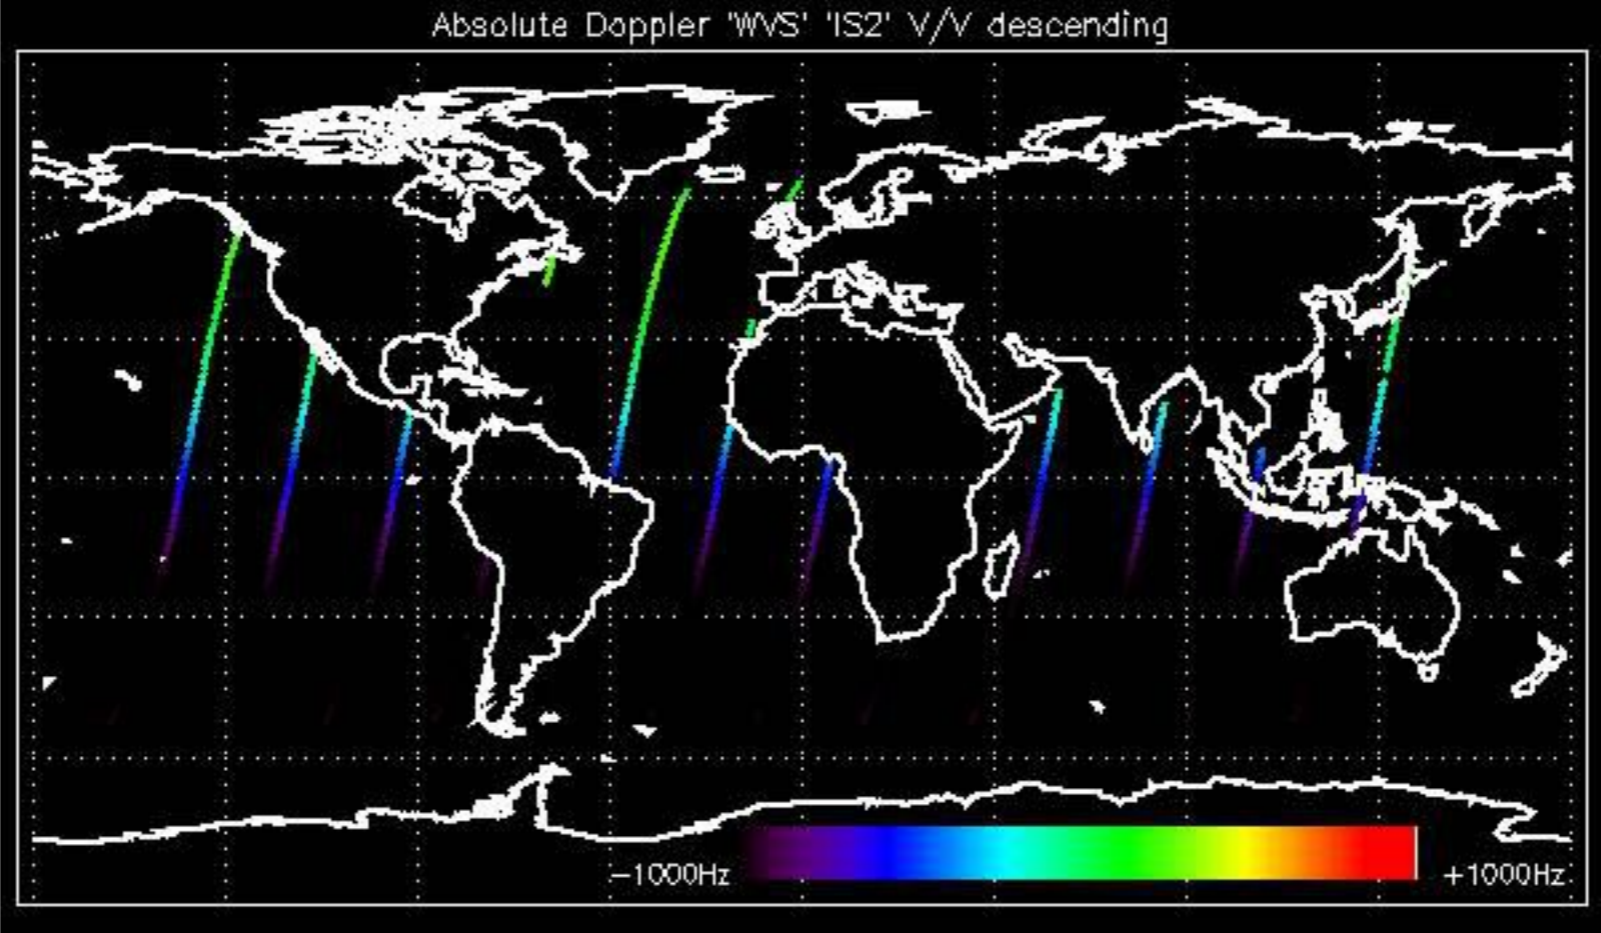 Absolute Doppler 'WVS' 'IS2' V/V descending
−1000Hz
+1000Hz